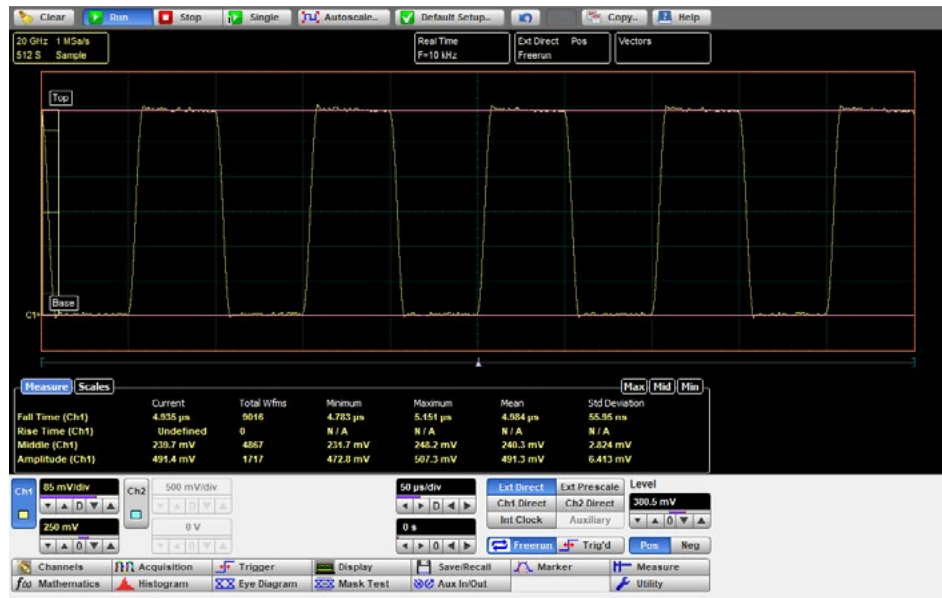 Clear Run Stop Single Autoscale.. Default Setup.. Copy.. Help
20 GHz 1 MSa/s
512 S Sample
Real Time
F=10 kHz
Ext Direct Pos
Freerun
Vectors
Top
Base
C1
Measure Scales Max Mid Min
Current Total Wfms Minimum Maximum Mean Std Deviation
Fall Time (Ch1) 4.935 µs 9016 4.783 µs 5.151 µs 4.984 µs 55.95 ns
Rise Time (Ch1) Undefined 0 N / A N / A N / A N / A
Middle (Ch1) 239.7 mV 4867 231.7 mV 248.2 mV 240.3 mV 2.824 mV
Amplitude (Ch1) 491.4 mV 1717 472.8 mV 507.3 mV 491.3 mV 6.413 mV
Ch1 85 mV/div Ch2 500 mV/div 50 µs/div Ext Direct Ext Prescale Level
D D D Ch1 Direct Ch2 Direct 380.5 mV
250 mV 0 V 0 s Int Clock Auxiliary 0
0 0 0 Freerun Trig'd Pos Neg
Channels Acquisition Trigger Display Save/Recall Marker Measure
f(x) Mathematics Histogram Eye Diagram Mask Test Aux In/Out Utility